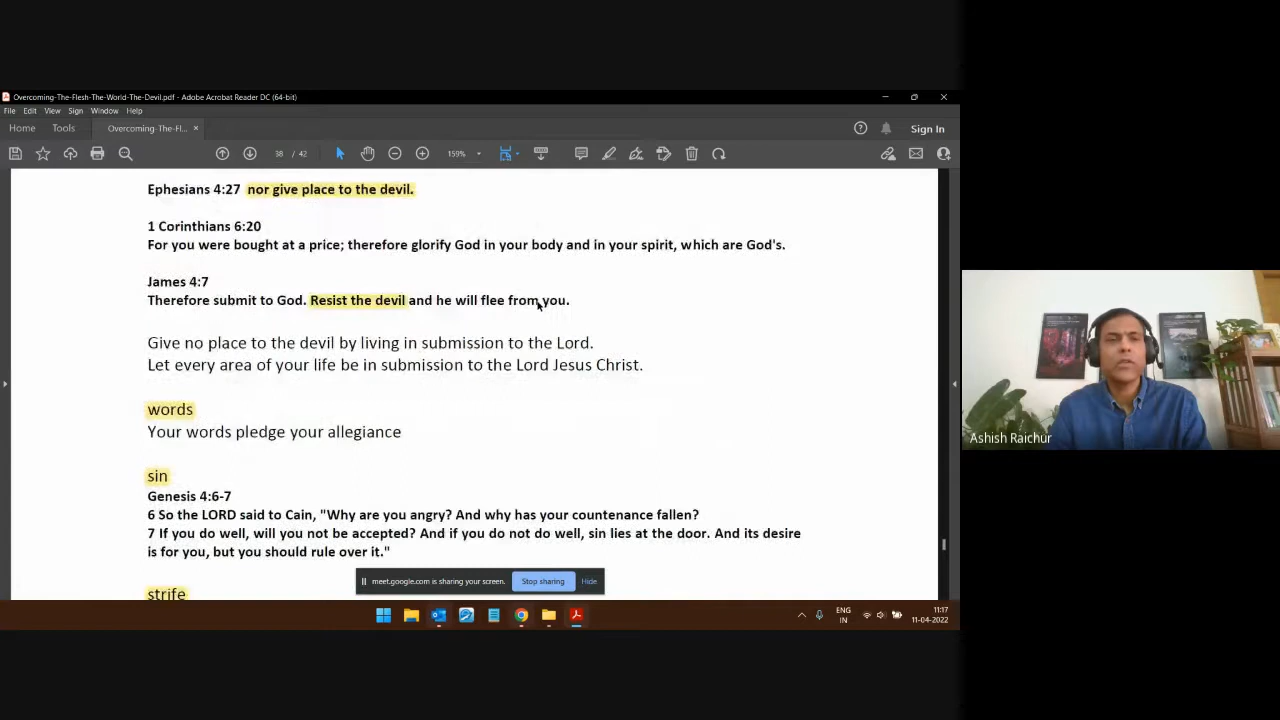 Overcoming-The-Flesh-The-World-The-Devil.pdf - Adobe Acrobat Reader DC (64-bit)
File Edit View Sign Window Help
Home Tools Overcoming-The-Fl... × Sign In
38 / 42 159%
Ephesians 4:27 nor give place to the devil.
1 Corinthians 6:20
For you were bought at a price; therefore glorify God in your body and in your spirit, which are God's.
James 4:7
Therefore submit to God. Resist the devil and he will flee from you.
Give no place to the devil by living in submission to the Lord.
Let every area of your life be in submission to the Lord Jesus Christ.
words
Your words pledge your allegiance
sin
Genesis 4:6-7
6 So the LORD said to Cain, "Why are you angry? And why has your countenance fallen?
7 If you do well, will you not be accepted? And if you do not do well, sin lies at the door. And its desire
is for you, but you should rule over it."
strife
meet.google.com is sharing your screen. Stop sharing Hide
ENG
IN
11:17
11-04-2022
Ashish Raichur